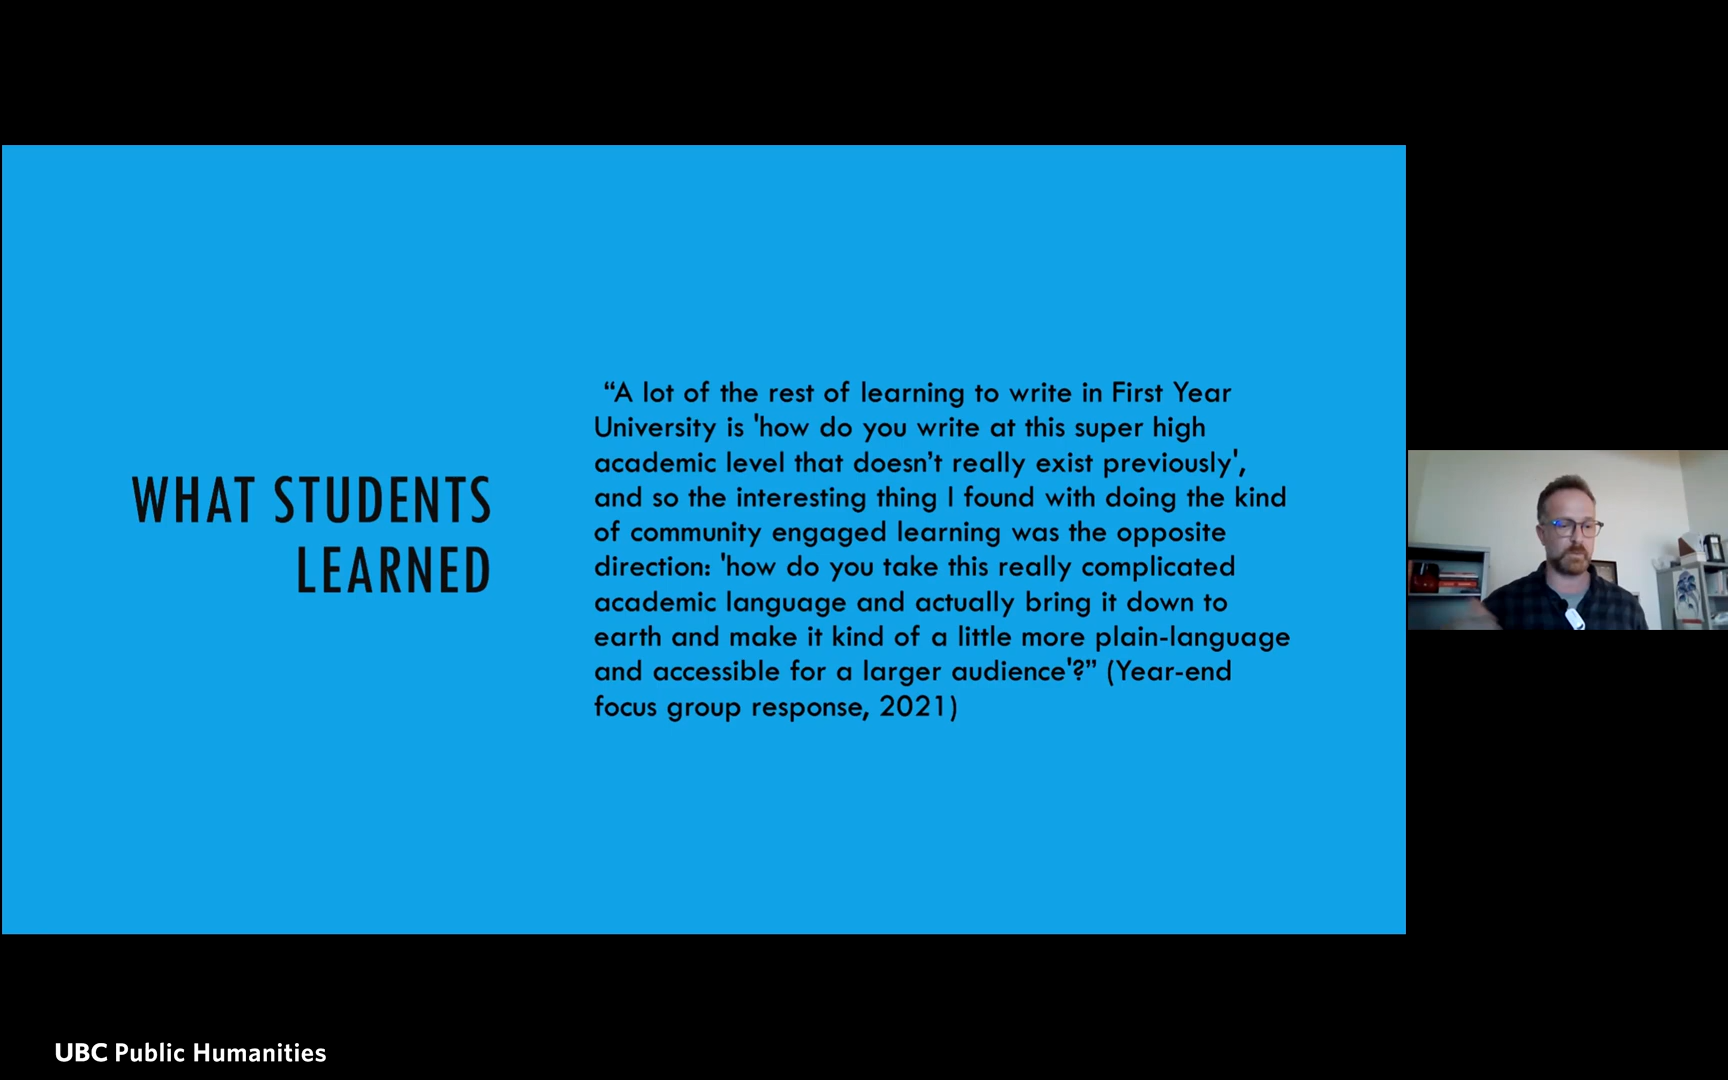 WHAT STUDENTS
LEARNED
“A lot of the rest of learning to write in First Year
University is 'how do you write at this super high
academic level that doesn’t really exist previously',
and so the interesting thing I found with doing the kind
of community engaged learning was the opposite
direction: 'how do you take this really complicated
academic language and actually bring it down to
earth and make it kind of a little more plain-language
and accessible for a larger audience'?” (Year-end
focus group response, 2021)
UBC Public Humanities